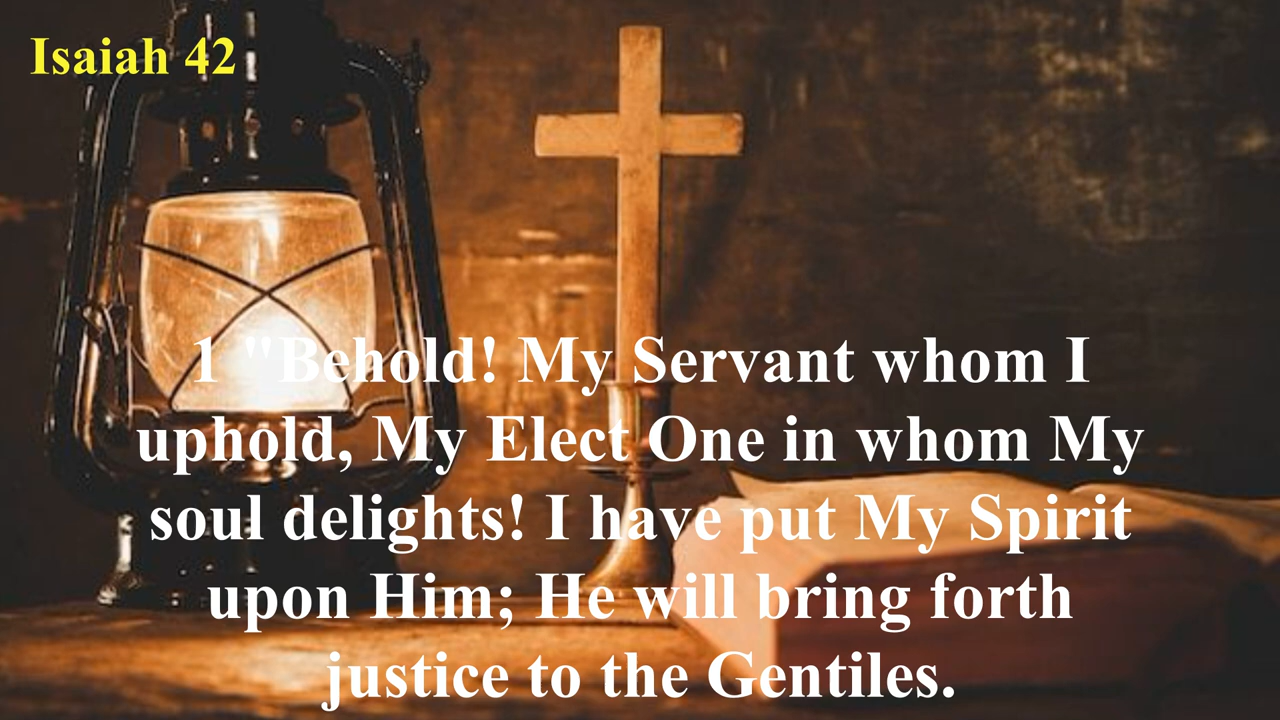 Isaiah 42
1 "Behold! My Servant whom I
uphold, My Elect One in whom My
soul delights! I have put My Spirit
upon Him; He will bring forth
justice to the Gentiles.